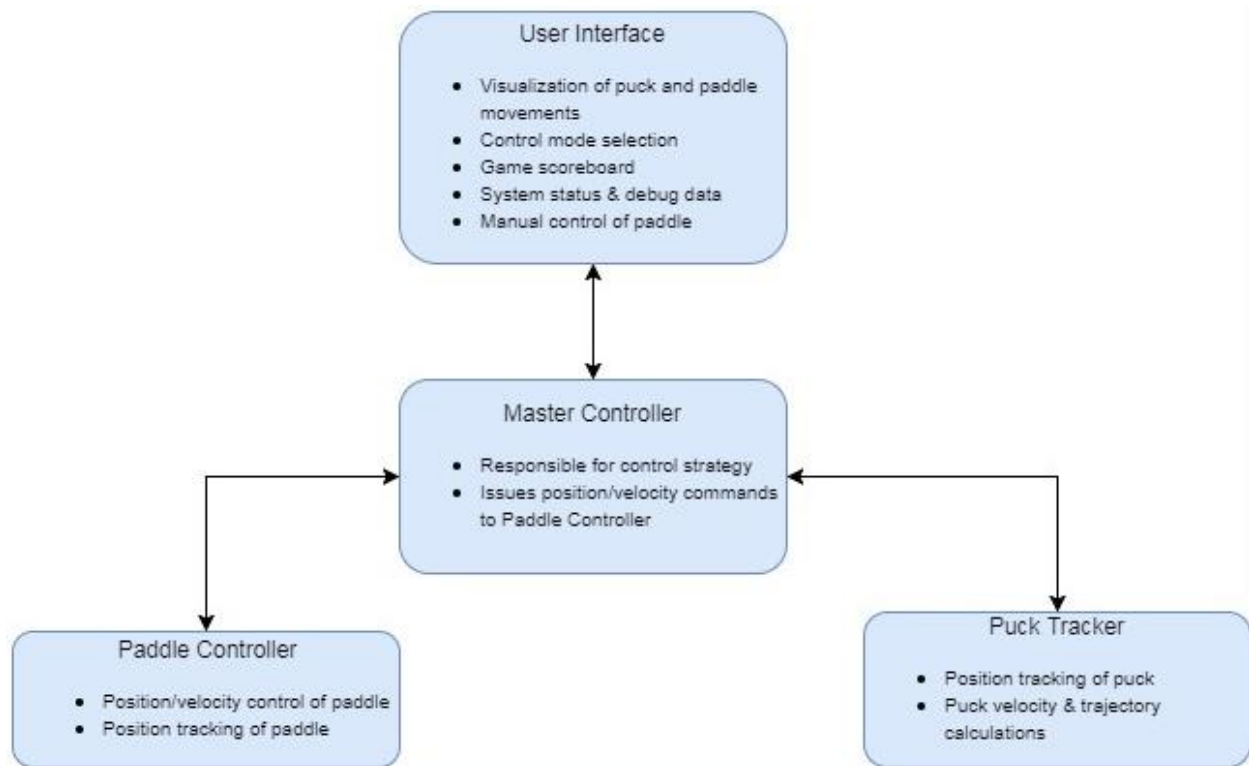 User Interface
• Visualization of puck and paddle
movements
• Control mode selection
• Game scoreboard
• System status & debug data
• Manual control of paddle
Master Controller
• Responsible for control strategy
• Issues position/velocity commands
to Paddle Controller
Paddle Controller
• Position/velocity control of paddle
• Position tracking of paddle
Puck Tracker
• Position tracking of puck
• Puck velocity & trajectory
calculations